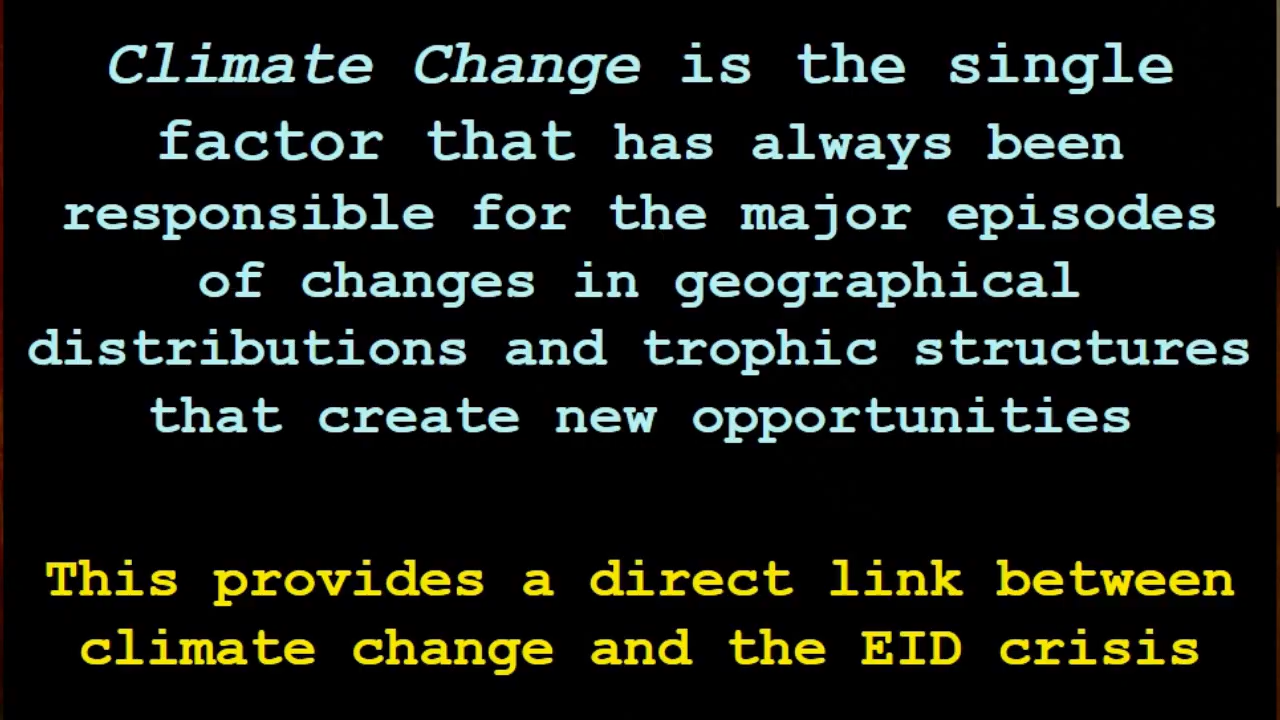 Climate Change is the single
factor that has always been
responsible for the major episodes
of changes in geographical
distributions and trophic structures
that create new opportunities
This provides a direct link between
climate change and the EID crisis